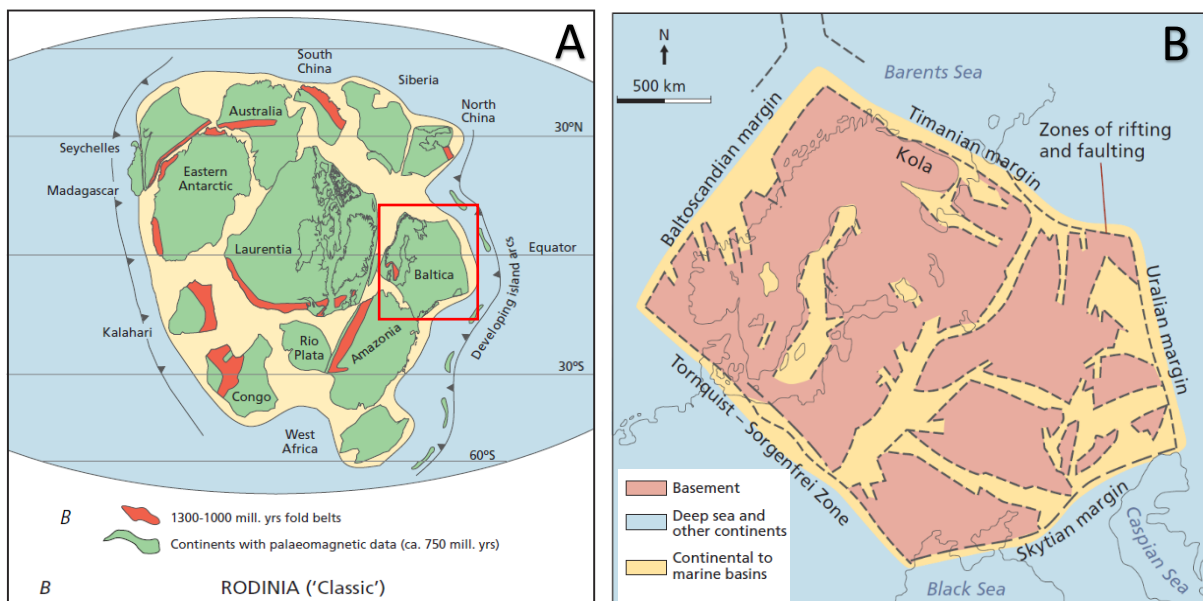 A
South
China
Siberia
Australia
North
China
30°N
Seychelles
Eastern
Antarctic
Madagascar
Laurentia
Equator
Baltica
Developing island arcs
Kalahari
Rio
Plata
Amazonia
30°S
Congo
West
Africa
60°S
B
1300-1000 mill. yrs fold belts
Continents with palaeomagnetic data (ca. 750 mill. yrs)
B
RODINIA ('Classic')
B
N
500 km
Barents Sea
Baltoscandian margin
Timanian margin
Zones of rifting
and faulting
Kola
Uralian margin
Tornquist – Sorgenfrei Zone
Skytian margin
Caspian Sea
Black Sea
Basement
Deep sea and
other continents
Continental to
marine basins